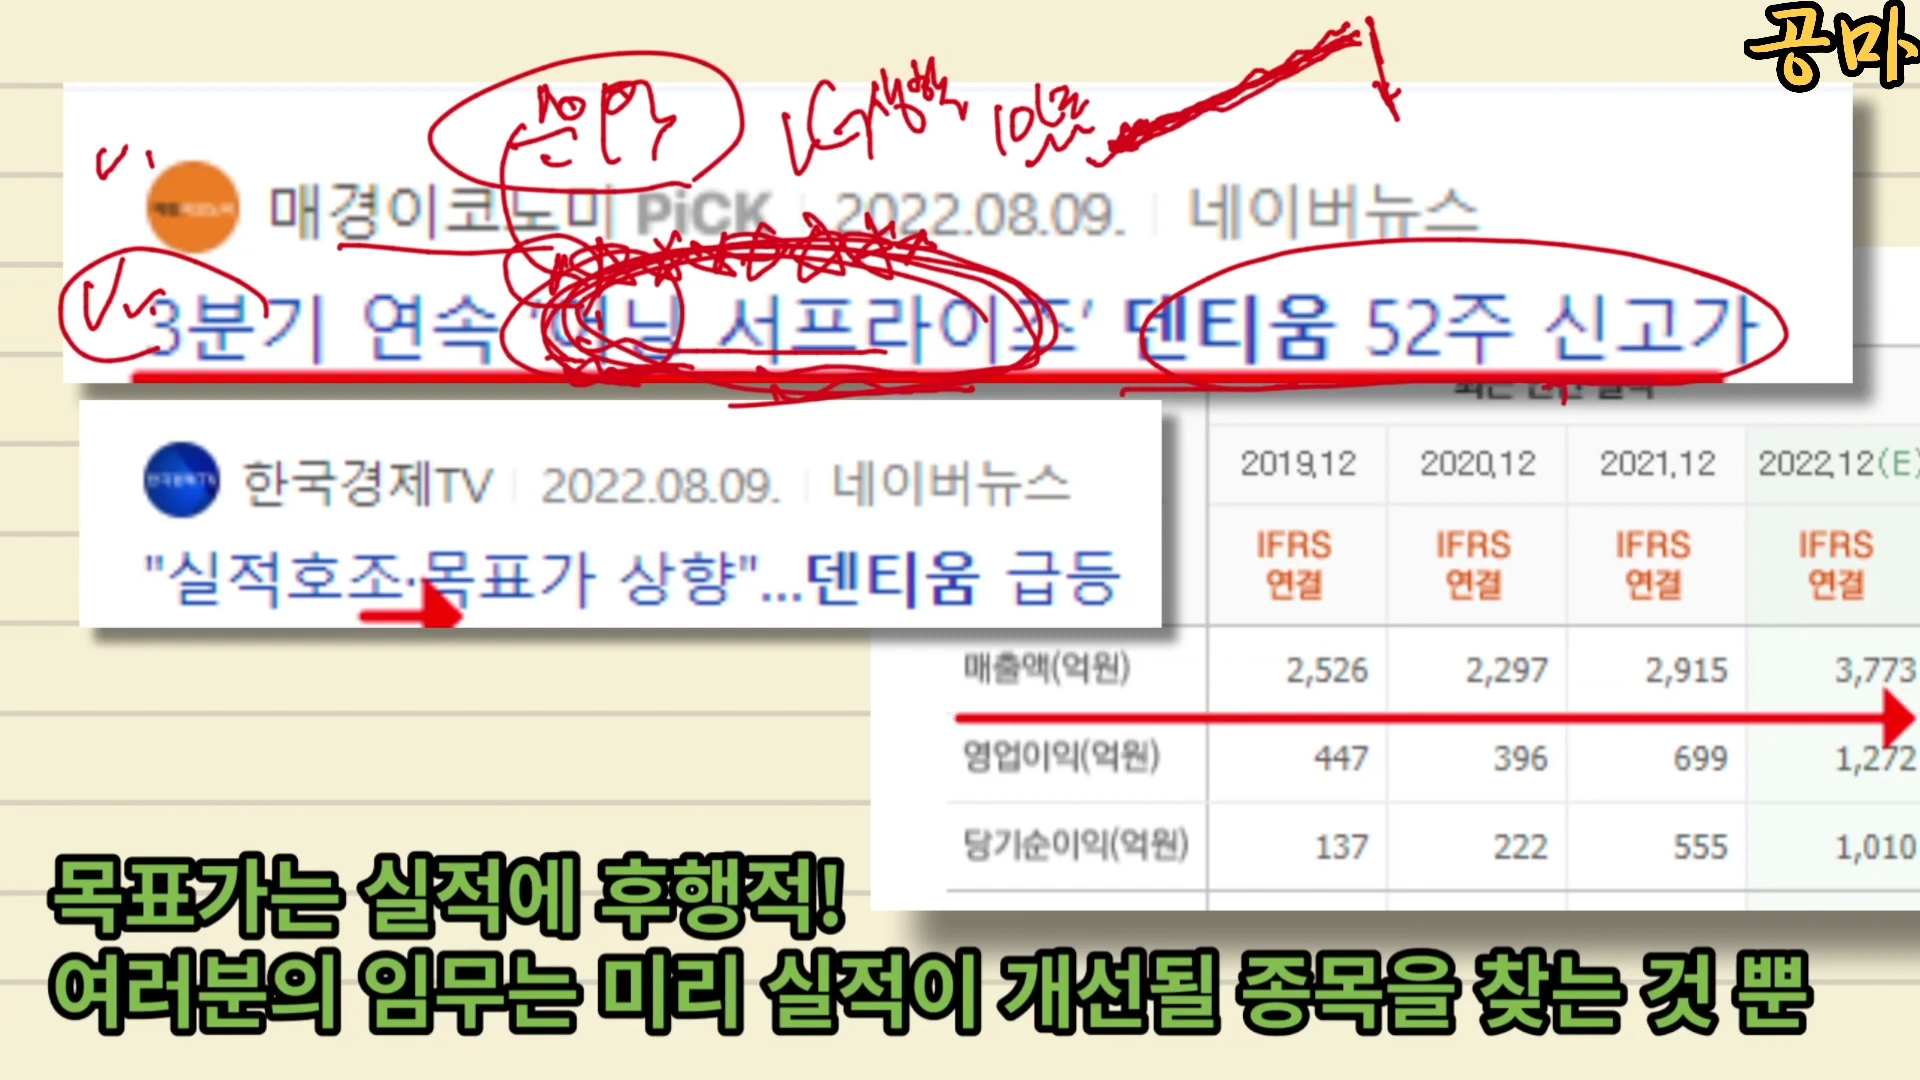 공마
매경이코노미 PiCK 2022.08.09. 네이버뉴스
3분기 연속 '어닝 서프라이즈' 덴티움 52주 신고가
한국경제TV 2022.08.09. 네이버뉴스
"실적호조·목표가 상향"...덴티움 급등
2019.12 2020.12 2021.12 2022.12(E)
IFRS 연결 IFRS 연결 IFRS 연결 IFRS 연결
매출액(억원) 2,526 2,297 2,915 3,773
영업이익(억원) 447 396 699 1,272
당기순이익(억원) 137 222 555 1,010
목표가는 실적에 후행적!
여러분의 임무는 미리 실적이 개선될 종목을 찾는 것 뿐